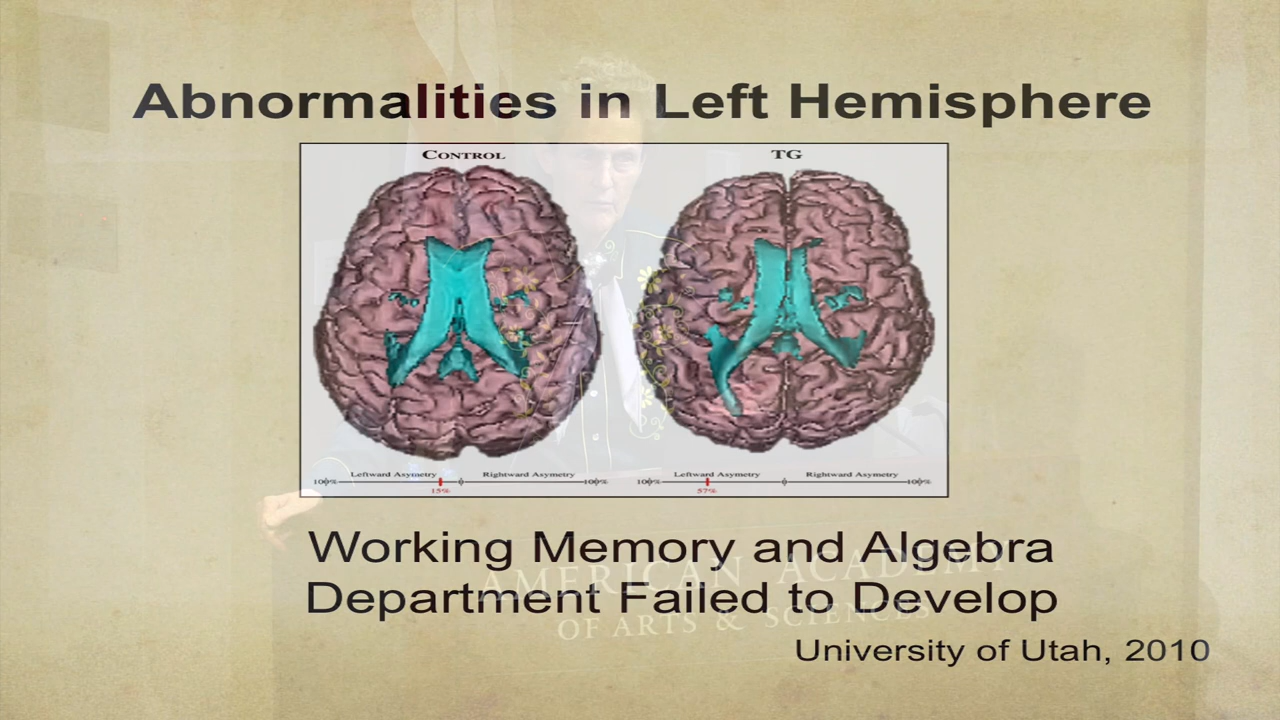 Abnormalities in Left Hemisphere
CONTROL
TG
Leftward Asymetry
Rightward Asymetry
100%
100%
15%
Leftward Asymetry
Rightward Asymetry
100%
100%
57%
Working Memory and Algebra
Department Failed to Develop
AMERICAN ACADEMY
OF ARTS & SCIENCES
University of Utah, 2010